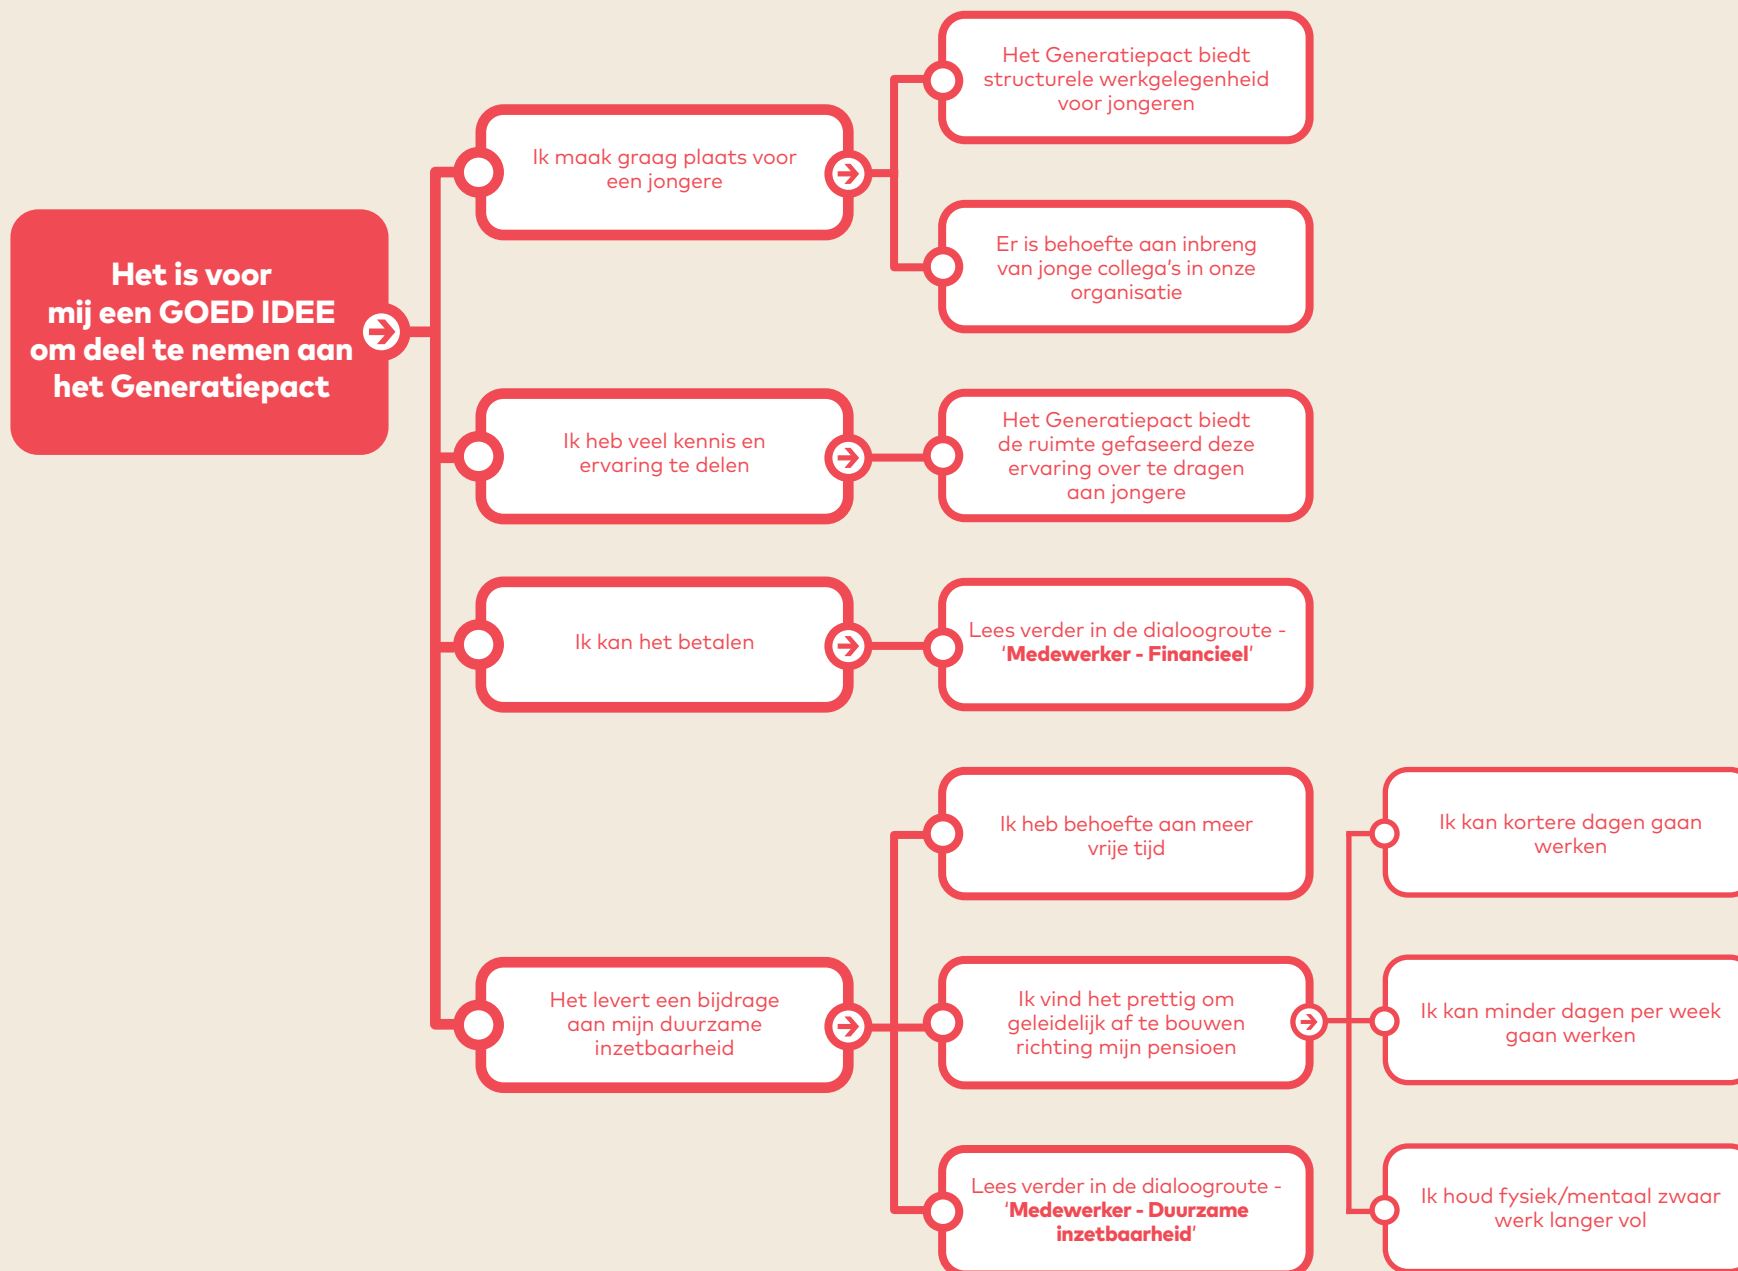 Het is voor
mij een GOED IDEE
om deel te nemen aan
het Generatiepact
Ik maak graag plaats voor
een jongere
Het Generatiepact biedt
structurele werkgelegenheid
voor jongeren
Er is behoefte aan inbreng
van jonge collega's in onze
organisatie
Ik heb veel kennis en
ervaring te delen
Het Generatiepact biedt
de ruimte gefaseerd deze
ervaring over te dragen
aan jongere
Ik kan het betalen
Lees verder in de dialoogroute -
‘Medewerker - Financieel’
Het levert een bijdrage
aan mijn duurzame
inzetbaarheid
Ik heb behoefte aan meer
vrije tijd
Ik vind het prettig om
geleidelijk af te bouwen
richting mijn pensioen
Ik kan kortere dagen gaan
werken
Ik kan minder dagen per week
gaan werken
Ik houd fysiek/mentaal zwaar
werk langer vol
Lees verder in de dialoogroute -
‘Medewerker - Duurzame
inzetbaarheid’